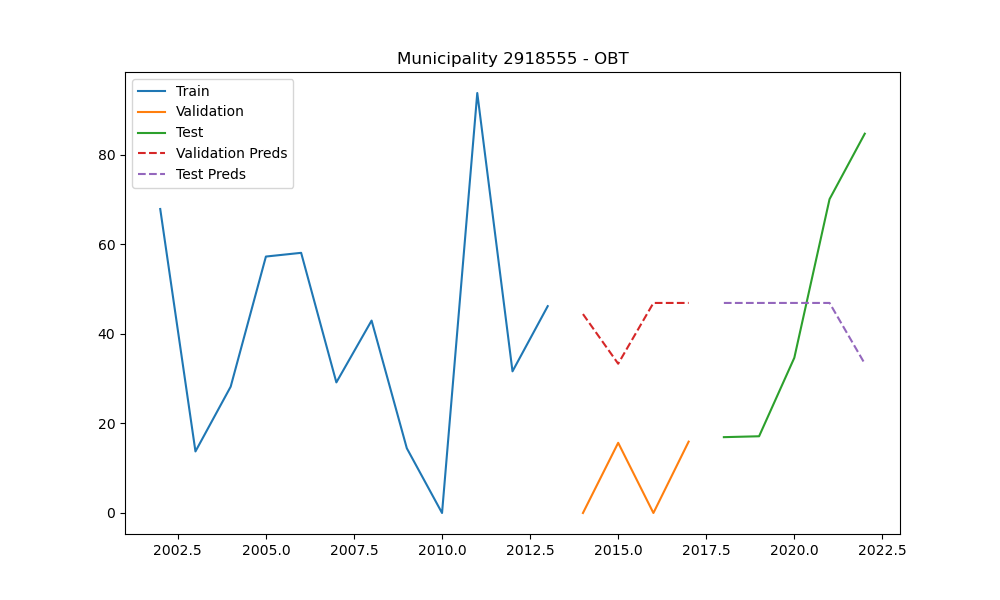 Municipality 2918555 - OBT
Train
Validation
Test
Validation Preds
Test Preds
80
60
40
20
0
2002.5 2005.0 2007.5 2010.0 2012.5 2015.0 2017.5 2020.0 2022.5